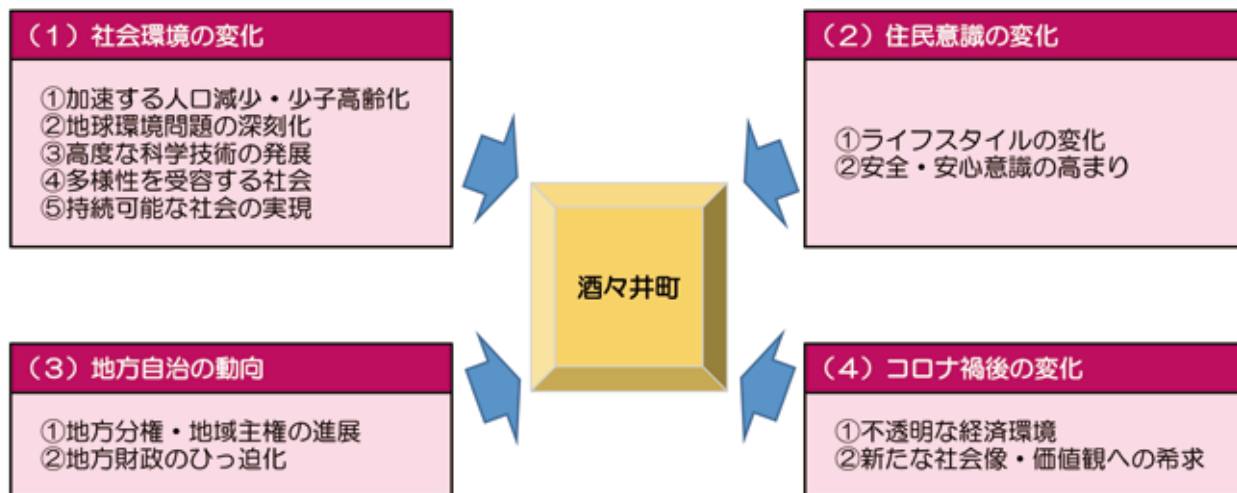 (1)社会環境の変化
①加速する人口減少・少子高齢化
②地球環境問題の深刻化
③高度な科学技術の発展
④多様性を受容する社会
⑤持続可能な社会の実現
(2)住民意識の変化
①ライフスタイルの変化
②安全・安心意識の高まり
酒々井町
(3)地方自治の動向
①地方分権・地域主権の進展
②地方財政のひっ迫化
(4)コロナ禍後の変化
①不透明な経済環境
②新たな社会像・価値観への希求